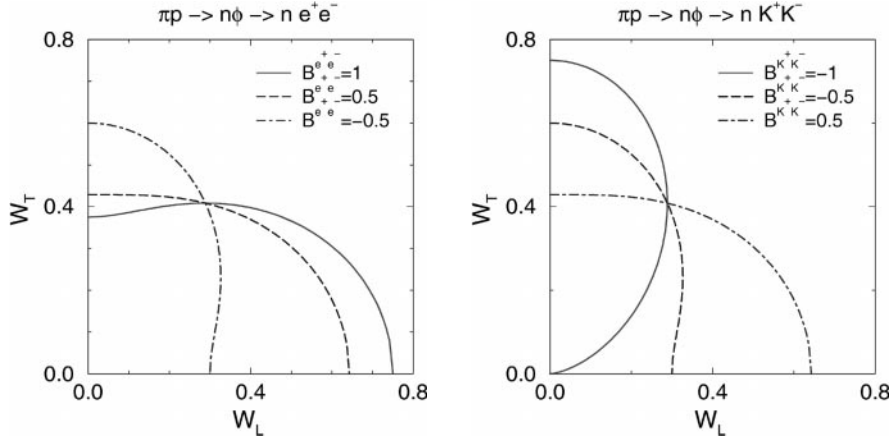 πp −> nφ −> n e⁺e⁻
0.8
B^{e⁺e⁻}=1
B^{e⁺e⁻}=0.5
B^{e⁺e⁻}=−0.5
W_T
0.4
0.0
0.0 0.4 0.8
W_L
πp −> nφ −> n K⁺K⁻
0.8
B^{K⁺K⁻}=−1
B^{K⁺K⁻}=−0.5
B^{K⁺K⁻}=0.5
W_T
0.4
0.0
0.0 0.4 0.8
W_L